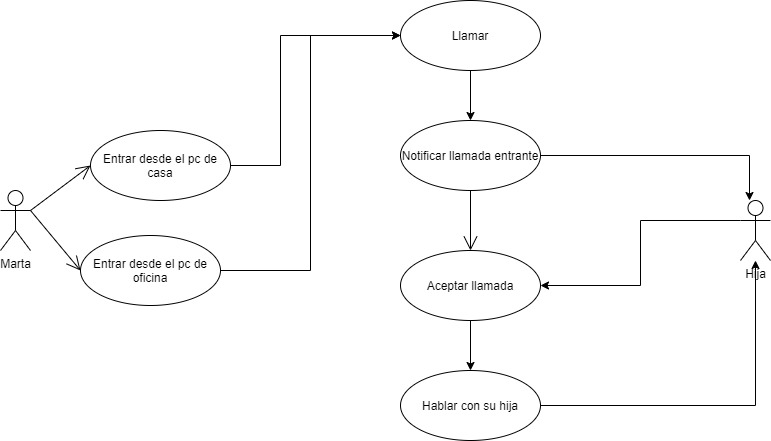 Llamar
Entrar desde el pc de
casa
Notificar llamada entrante
Marta
Entrar desde el pc de
oficina
Hija
Aceptar llamada
Hablar con su hija